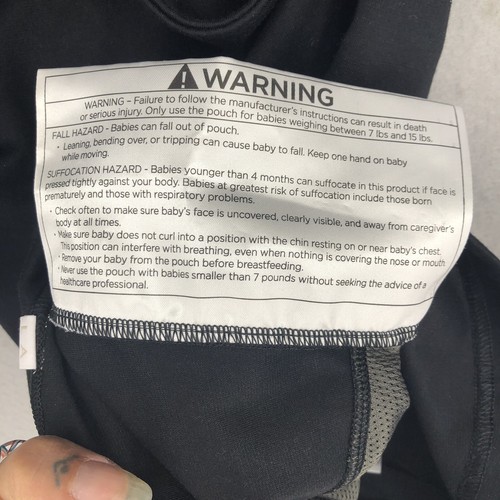 WARNING
WARNING – Failure to follow the manufacturer's instructions can result in death
or serious injury. Only use the pouch for babies weighing between 7 lbs and 15 lbs.
FALL HAZARD - Babies can fall out of pouch.
• Leaning, bending over, or tripping can cause baby to fall. Keep one hand on baby
while moving.
SUFFOCATION HAZARD - Babies younger than 4 months can suffocate in this product if face is
pressed tightly against your body. Babies at greatest risk of suffocation include those born
prematurely and those with respiratory problems.
• Check often to make sure baby's face is uncovered, clearly visible, and away from caregiver's
body at all times.
• Make sure baby does not curl into a position with the chin resting on or near baby's chest.
This position can interfere with breathing, even when nothing is covering the nose or mouth
• Remove your baby from the pouch before breastfeeding.
• Never use the pouch with babies smaller than 7 pounds without seeking the advice of a
healthcare professional.